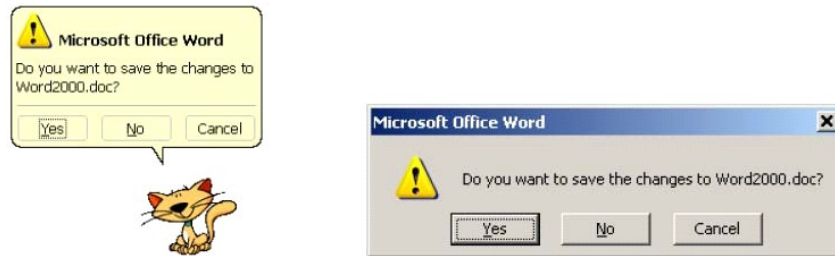 Microsoft Office Word
Do you want to save the changes to
Word2000.doc?
Yes
No
Cancel
Microsoft Office Word
Do you want to save the changes to Word2000.doc?
Yes
No
Cancel